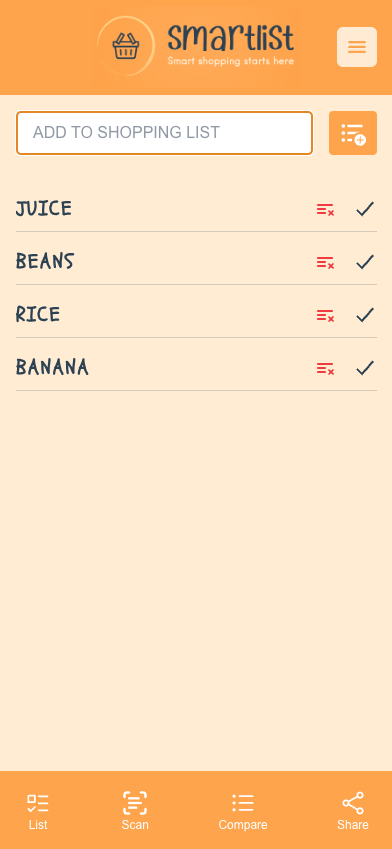 smartlist
Smart shopping starts here
ADD TO SHOPPING LIST
JUICE
BEANS
RICE
BANANA
List
Scan
Compare
Share